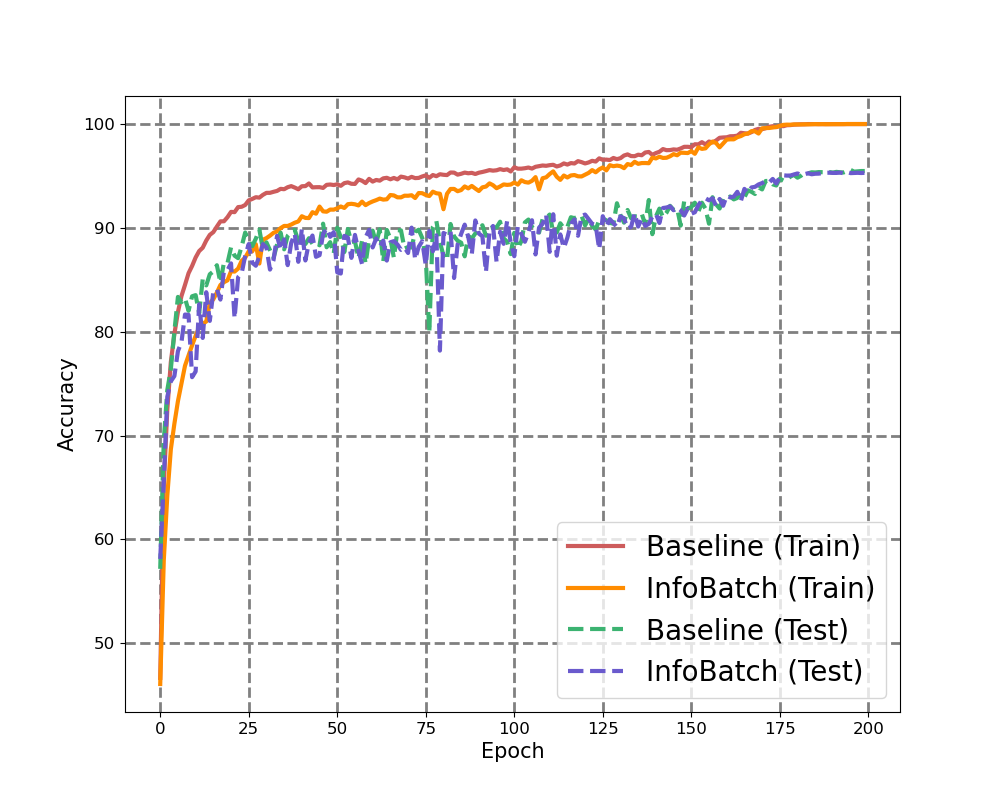 100
90
80
70
60
50
Accuracy
Baseline (Train)
InfoBatch (Train)
Baseline (Test)
InfoBatch (Test)
0 25 50 75 100 125 150 175 200
Epoch